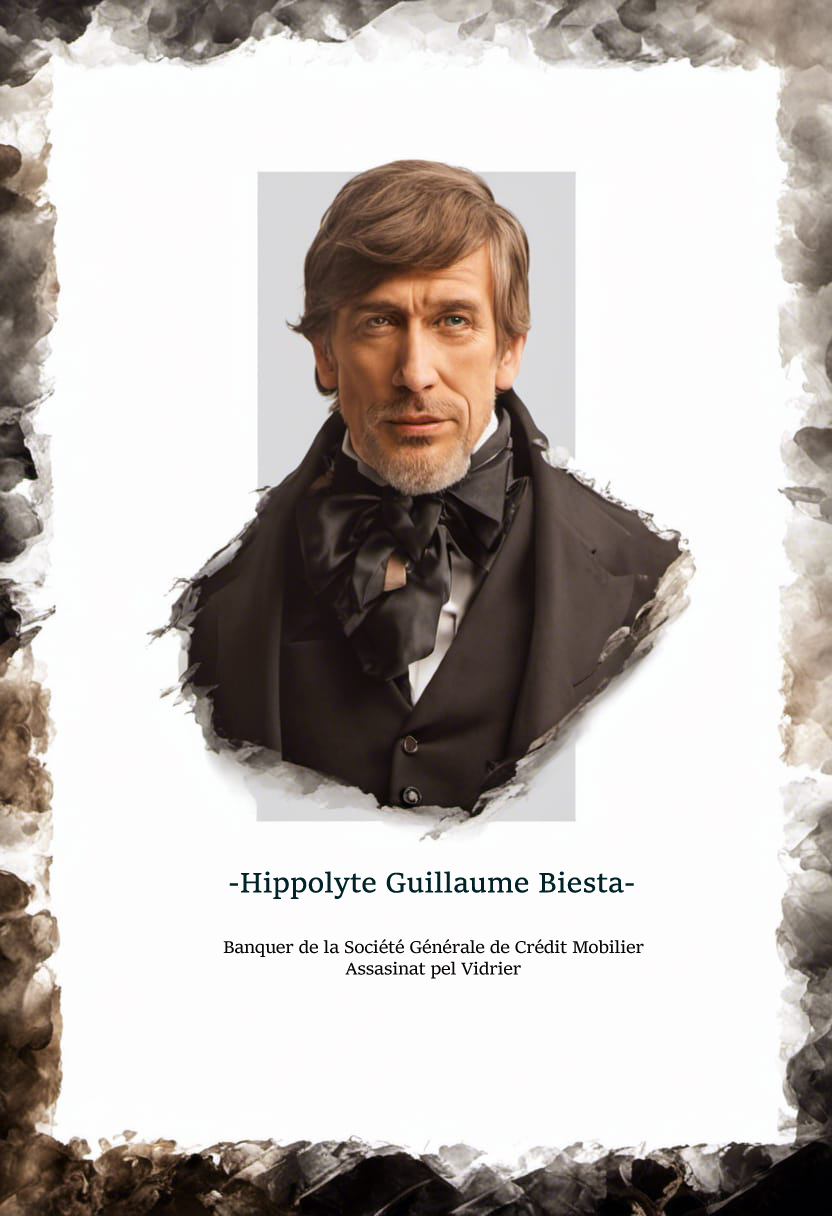 -Hippolyte Guillaume Biesta-
Banquer de la Société Générale de Crédit Mobilier
Assasinat pel Vidrier